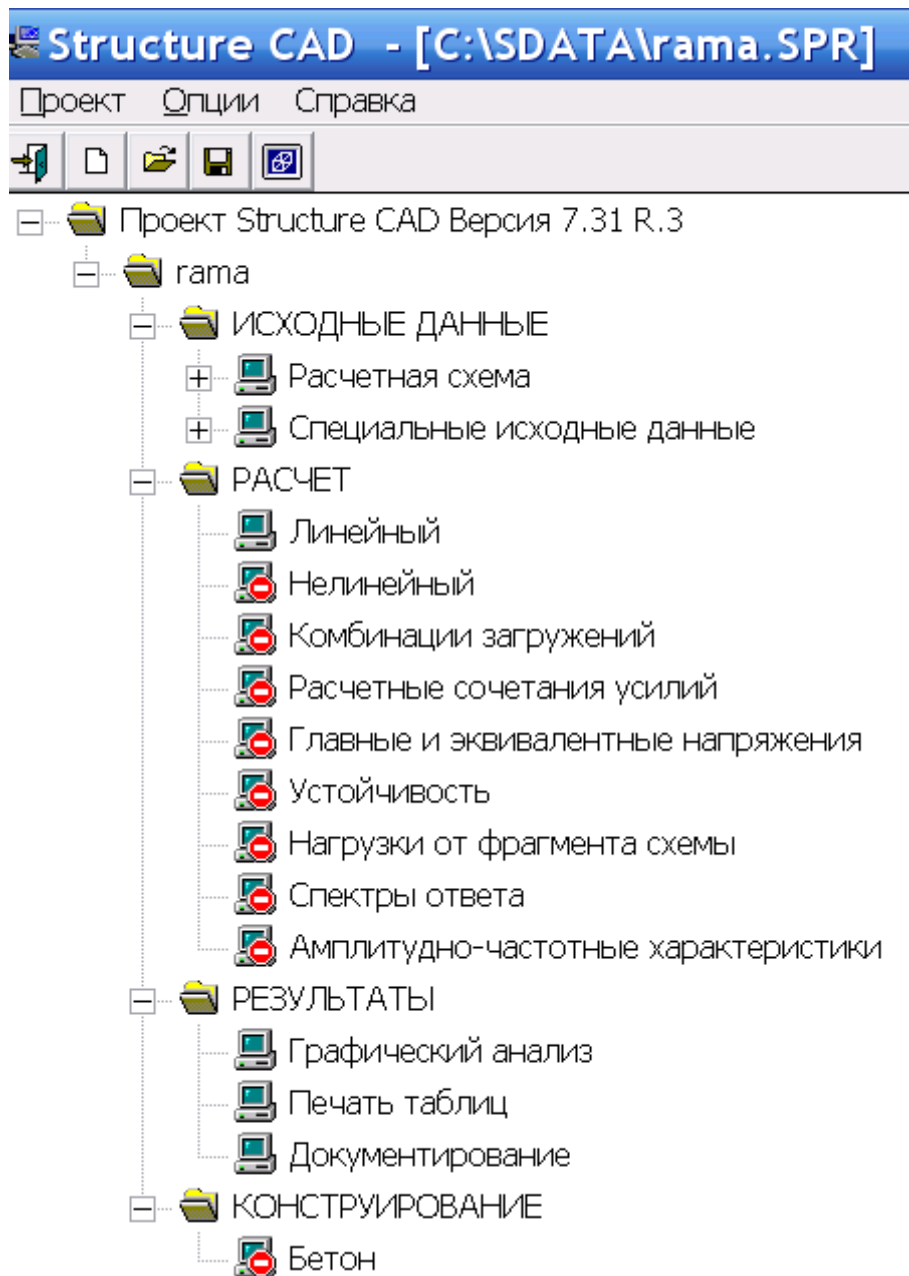 Structure CAD - [C:\SDATA\rama.SPR]
Проект Опции Справка
Проект Structure CAD Версия 7.31 R.3
rama
ИСХОДНЫЕ ДАННЫЕ
Расчетная схема
Специальные исходные данные
РАСЧЕТ
Линейный
Нелинейный
Комбинации загружений
Расчетные сочетания усилий
Главные и эквивалентные напряжения
Устойчивость
Нагрузки от фрагмента схемы
Спектры ответа
Амплитудно-частотные характеристики
РЕЗУЛЬТАТЫ
Графический анализ
Печать таблиц
Документирование
КОНСТРУИРОВАНИЕ
Бетон